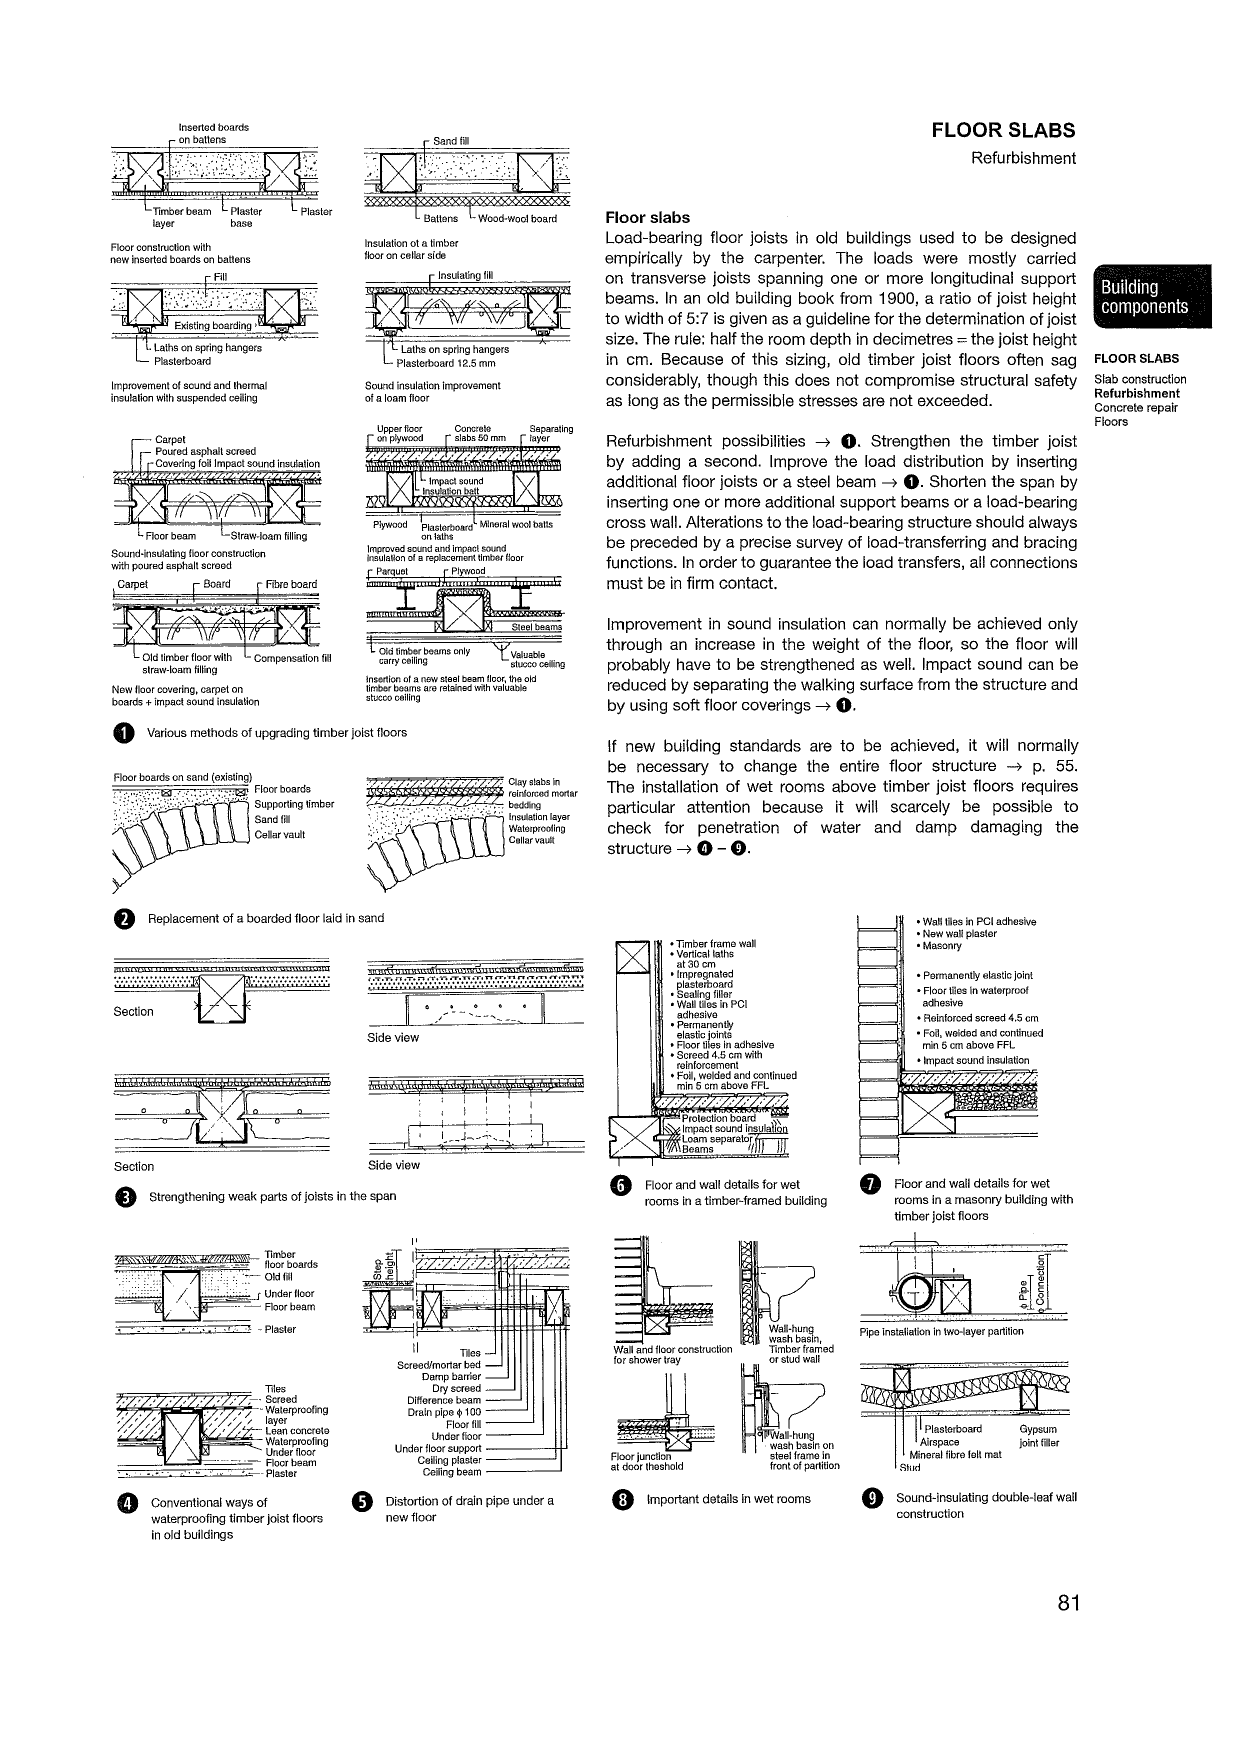 FLOOR SLABS
Refurbishment
Inserted boards
on battens
Timber beam
layer
Plaster
base
Plaster
Floor construction with
new inserted boards on battens
Sand fill
Battens
Wood-wool board
Insulation of a timber
floor on cellar side
Fill
Existing boarding
Laths on spring hangers
Plasterboard
Improvement of sound and thermal
insulation with suspended ceiling
Insulating fill
Laths on spring hangers
Plasterboard 12.5 mm
Sound insulation improvement
of a loam floor
Carpet
Poured asphalt screed
Covering foil Impact sound insulation
Floor beam
Straw-loam filling
Sound-insulating floor construction
with poured asphalt screed
Upper floor
on plywood
Concrete
slabs 50 mm
Separating
layer
Impact sound
Insulation batt
Plywood
Plasterboard
on laths
Mineral wool batts
Improved sound and impact sound
insulation of a replacement timber floor
Carpet
Board
Fibre board
Old timber floor with
straw-loam filling
Compensation fill
New floor covering, carpet on
boards + impact sound insulation
Parquet
Plywood
Steel beams
Old timber beams only
carry ceiling
Valuable
stucco ceiling
Insertion of a new steel beam floor, the old
timber beams are retained with valuable
stucco ceiling
1 Various methods of upgrading timber joist floors
Floor boards on sand (existing)
Floor boards
Supporting timber
Sand fill
Cellar vault
Clay slabs in
reinforced mortar
bedding
Insulation layer
Waterproofing
Cellar vault
2 Replacement of a boarded floor laid in sand
Section
Side view
Section
Side view
3 Strengthening weak parts of joists in the span
Timber
floor boards
Old fill
Under floor
Floor beam
Plaster
Tiles
Screed
Waterproofing
layer
Lean concrete
Waterproofing
Under floor
Floor beam
Plaster
4 Conventional ways of
waterproofing timber joist floors
in old buildings
Step
height
Tiles
Screed/mortar bed
Damp barrier
Dry screed
Difference beam
Drain pipe ϕ 100
Floor fill
Under floor
Under floor support
Ceiling plaster
Ceiling beam
5 Distortion of drain pipe under a
new floor
Floor slabs
Load-bearing floor joists in old buildings used to be designed
empirically by the carpenter. The loads were mostly carried
on transverse joists spanning one or more longitudinal support
beams. In an old building book from 1900, a ratio of joist height
to width of 5:7 is given as a guideline for the determination of joist
size. The rule: half the room depth in decimetres = the joist height
in cm. Because of this sizing, old timber joist floors often sag
considerably, though this does not compromise structural safety
as long as the permissible stresses are not exceeded.
Refurbishment possibilities → 1. Strengthen the timber joist
by adding a second. Improve the load distribution by inserting
additional floor joists or a steel beam → 1. Shorten the span by
inserting one or more additional support beams or a load-bearing
cross wall. Alterations to the load-bearing structure should always
be preceded by a precise survey of load-transferring and bracing
functions. In order to guarantee the load transfers, all connections
must be in firm contact.
Improvement in sound insulation can normally be achieved only
through an increase in the weight of the floor, so the floor will
probably have to be strengthened as well. Impact sound can be
reduced by separating the walking surface from the structure and
by using soft floor coverings → 1.
If new building standards are to be achieved, it will normally
be necessary to change the entire floor structure → p. 55.
The installation of wet rooms above timber joist floors requires
particular attention because it will scarcely be possible to
check for penetration of water and damp damaging the
structure → 4 – 9.
• Timber frame wall
• Vertical laths
at 30 cm
• Impregnated
plasterboard
• Sealing filler
• Wall tiles in PCI
adhesive
• Permanently
elastic joints
• Floor tiles in adhesive
• Screed 4.5 cm with
reinforcement
• Foil, welded and continued
min 5 cm above FFL
Protection board
Impact sound insulation
Loam separator
Beams
6 Floor and wall details for wet
rooms in a timber-framed building
• Wall tiles in PCI adhesive
• New wall plaster
• Masonry
• Permanently elastic joint
• Floor tiles in waterproof
adhesive
• Reinforced screed 4.5 cm
• Foil, welded and continued
min 5 cm above FFL
• Impact sound insulation
7 Floor and wall details for wet
rooms in a masonry building with
timber joist floors
Wall and floor construction
for shower tray
Wall-hung
wash basin,
Timber framed
or stud wall
Floor junction
at door theshold
Wall-hung
wash basin on
steel frame in
front of partition
8 Important details in wet rooms
ϕ Pipe
Connection
Pipe installation in two-layer partition
Plasterboard
Airspace
Mineral fibre felt mat
Stud
Gypsum
joint filler
9 Sound-insulating double-leaf wall
construction
Building
components
FLOOR SLABS
Slab construction
Refurbishment
Concrete repair
Floors
81